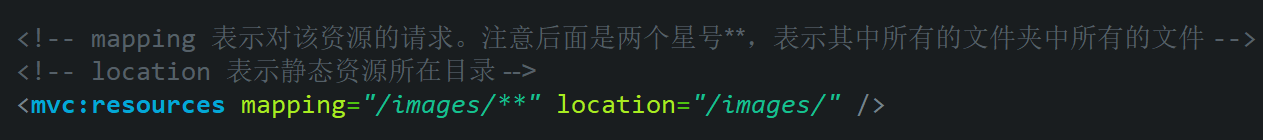 <!-- mapping 表示对该资源的请求。注意后面是两个星号**，表示其中所有的文件夹中所有的文件 -->
<!-- location 表示静态资源所在目录-->
<mvc:resources mapping="/images/**" location="/images/" />